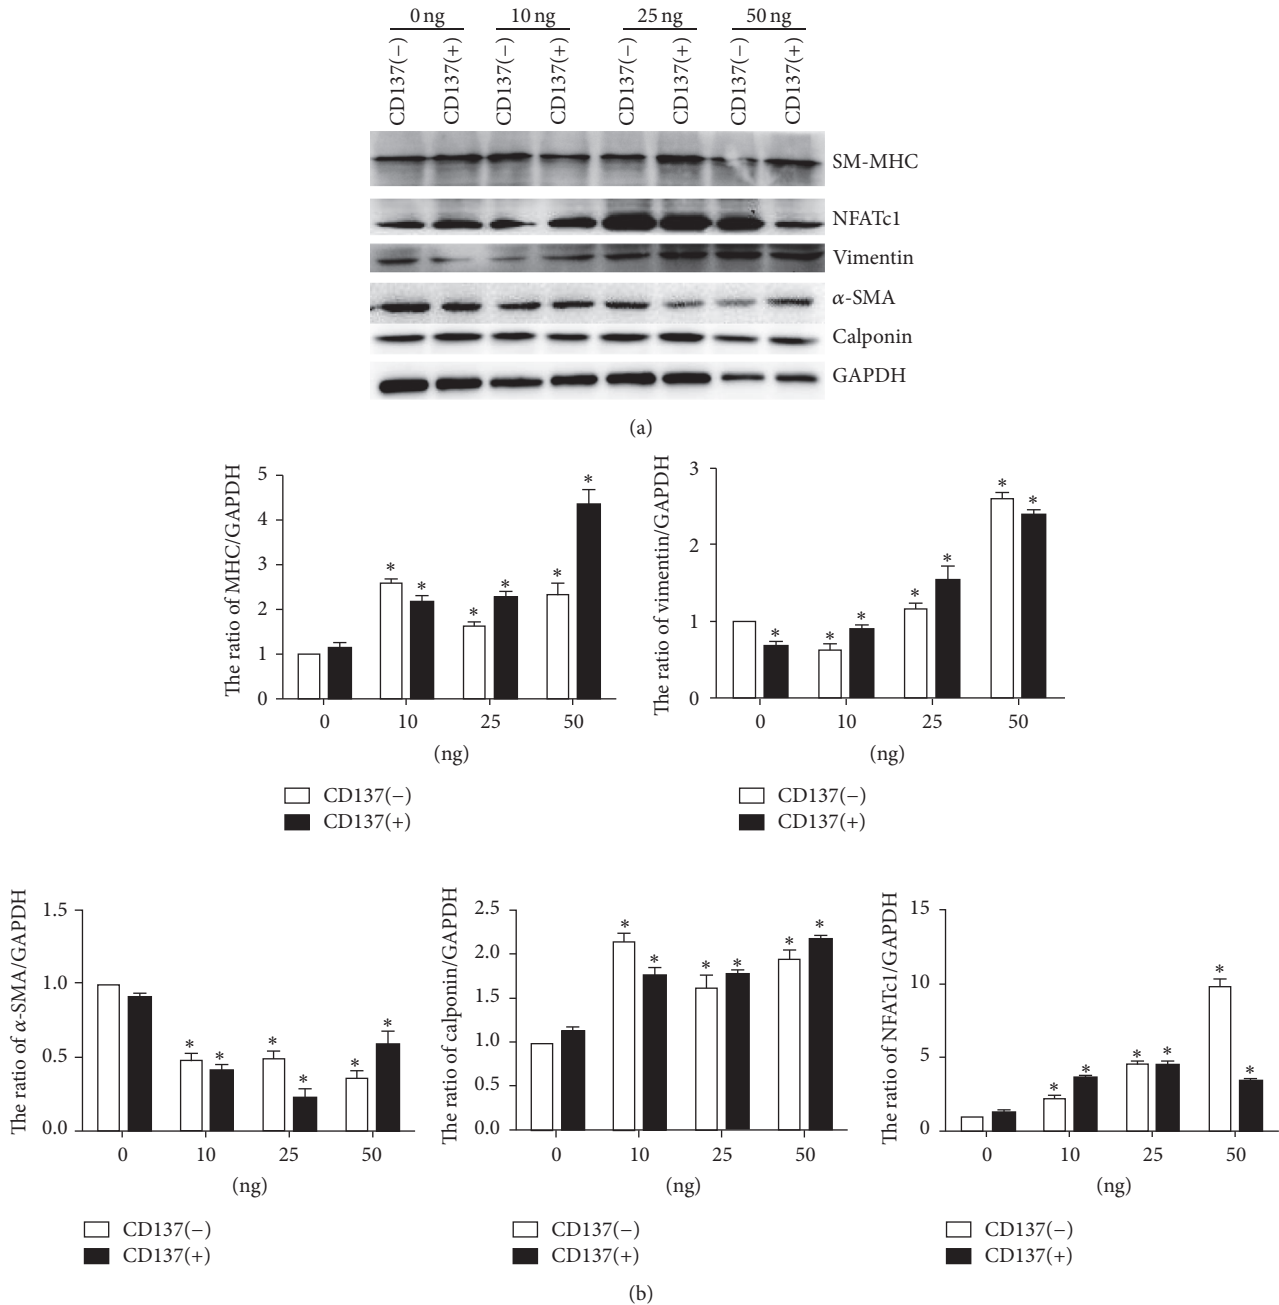 0 ng 10 ng 25 ng 50 ng
CD137(−) CD137(+) CD137(−) CD137(+) CD137(−) CD137(+) CD137(−) CD137(+)
SM-MHC
NFATc1
Vimentin
α-SMA
Calponin
GAPDH
(a)
The ratio of MHC/GAPDH
5
4
3
2
1
0
* * * * * *
0 10 25 50
(ng)
CD137(−)
CD137(+)
The ratio of vimentin/GAPDH
3
2
1
0
* * * * * * *
0 10 25 50
(ng)
CD137(−)
CD137(+)
The ratio of α-SMA/GAPDH
1.5
1.0
0.5
0.0
* * * * * *
0 10 25 50
(ng)
CD137(−)
CD137(+)
The ratio of calponin/GAPDH
2.5
2.0
1.5
1.0
0.5
0.0
* * * * * *
0 10 25 50
(ng)
CD137(−)
CD137(+)
The ratio of NFATc1/GAPDH
15
10
5
0
* * * * * *
0 10 25 50
(ng)
CD137(−)
CD137(+)
(b)